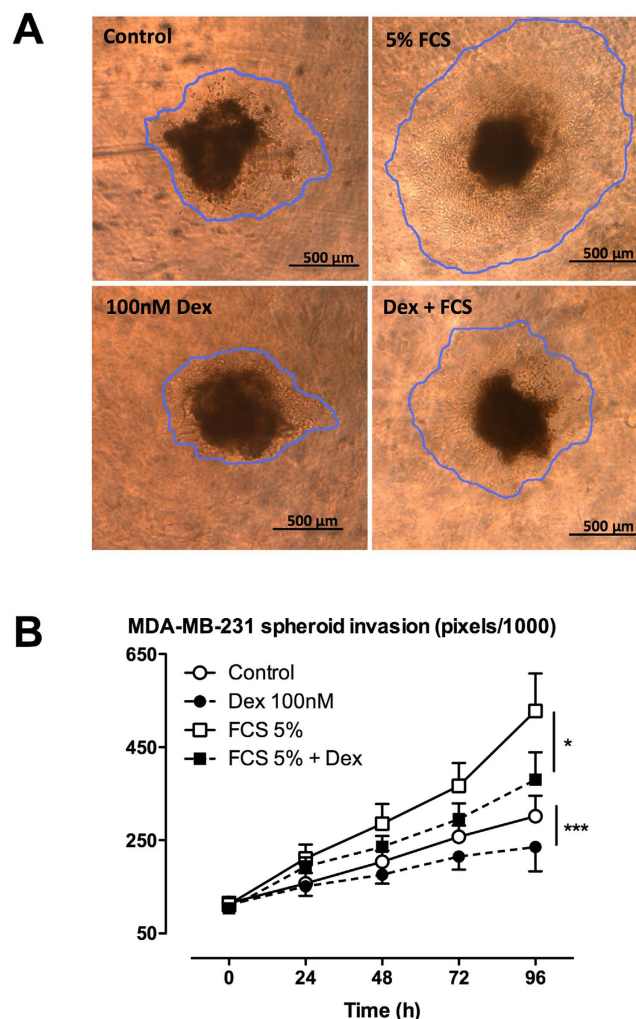 A
Control
5% FCS
500 µm
500 µm
100nM Dex
Dex + FCS
500 µm
500 µm
B
MDA-MB-231 spheroid invasion (pixels/1000)
650
450
250
50
Control
Dex 100nM
FCS 5%
FCS 5% + Dex
*
***
0 24 48 72 96
Time (h)